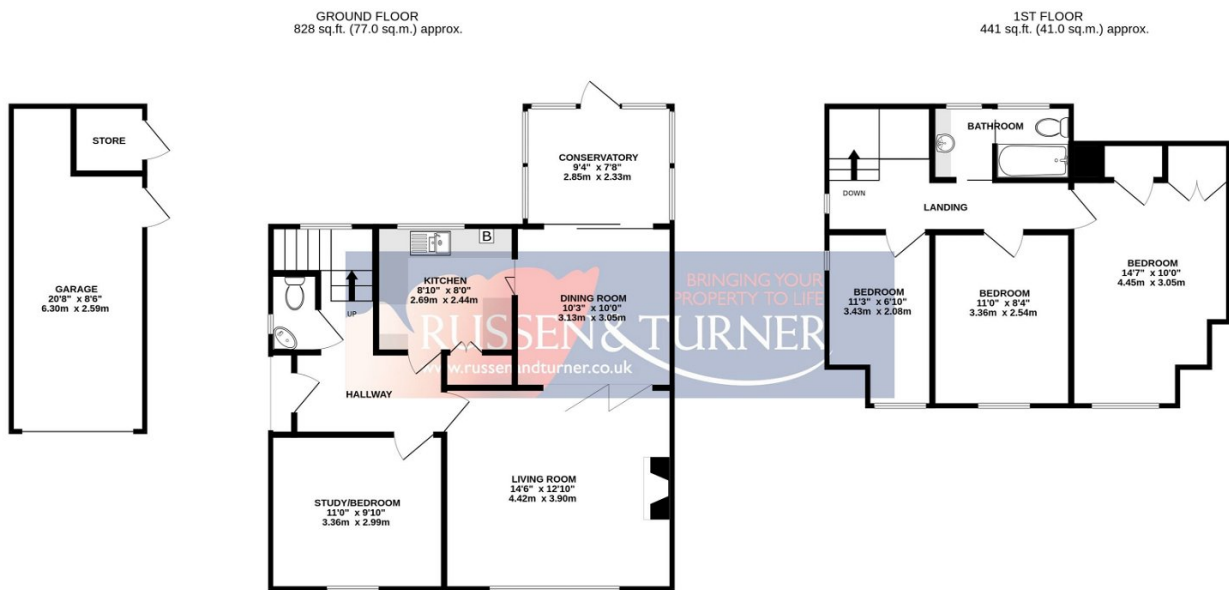 GROUND FLOOR
828 sq.ft. (77.0 sq.m.) approx.
1ST FLOOR
441 sq.ft. (41.0 sq.m.) approx.
STORE
GARAGE
20'8" x 8'6"
6.30m x 2.59m
CONSERVATORY
9'4" x 7'8"
2.85m x 2.33m
B
KITCHEN
8'10" x 8'0"
2.69m x 2.44m
UP
DINING ROOM
10'3" x 10'0"
3.13m x 3.05m
HALLWAY
LIVING ROOM
14'6" x 12'10"
4.42m x 3.90m
STUDY/BEDROOM
11'0" x 9'10"
3.36m x 2.99m
BATHROOM
DOWN
LANDING
BEDROOM
11'3" x 6'10"
3.43m x 2.08m
BEDROOM
11'0" x 8'4"
3.36m x 2.54m
BEDROOM
14'7" x 10'0"
4.45m x 3.05m
BRINGING YOUR
PROPERTY TO LIFE
RUSSEN & TURNER
www.russenandturner.co.uk